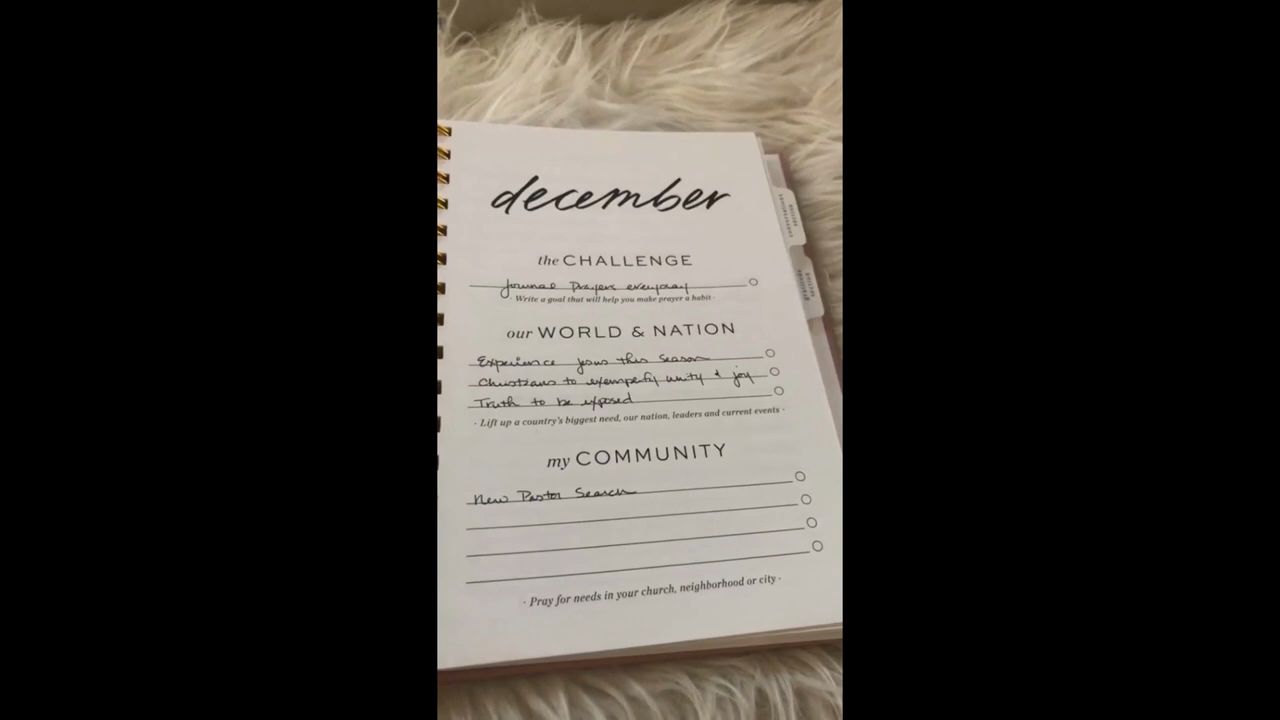 december
the CHALLENGE
Journal Prayers everyday
· Write a goal that will help you make prayer a habit ·
our WORLD & NATION
Experience Jesus this Season
Christians to exemplify unity & joy
Truth to be exposed
· Lift up a country's biggest need, our nation, leaders and current events ·
my COMMUNITY
New Pastor Search
· Pray for needs in your church, neighborhood or city ·